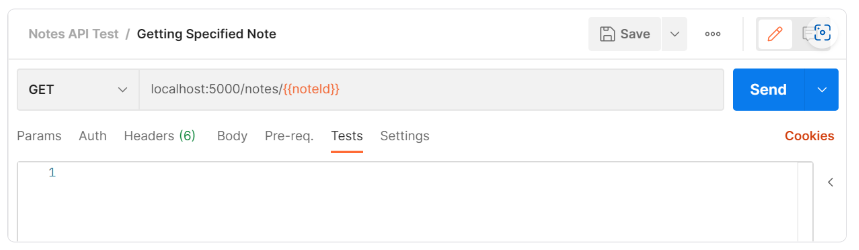 Notes API Test / Getting Specified Note Save
GET localhost:5000/notes/{{noteId}} Send
Params Auth Headers (6) Body Pre-req. Tests Settings Cookies
1